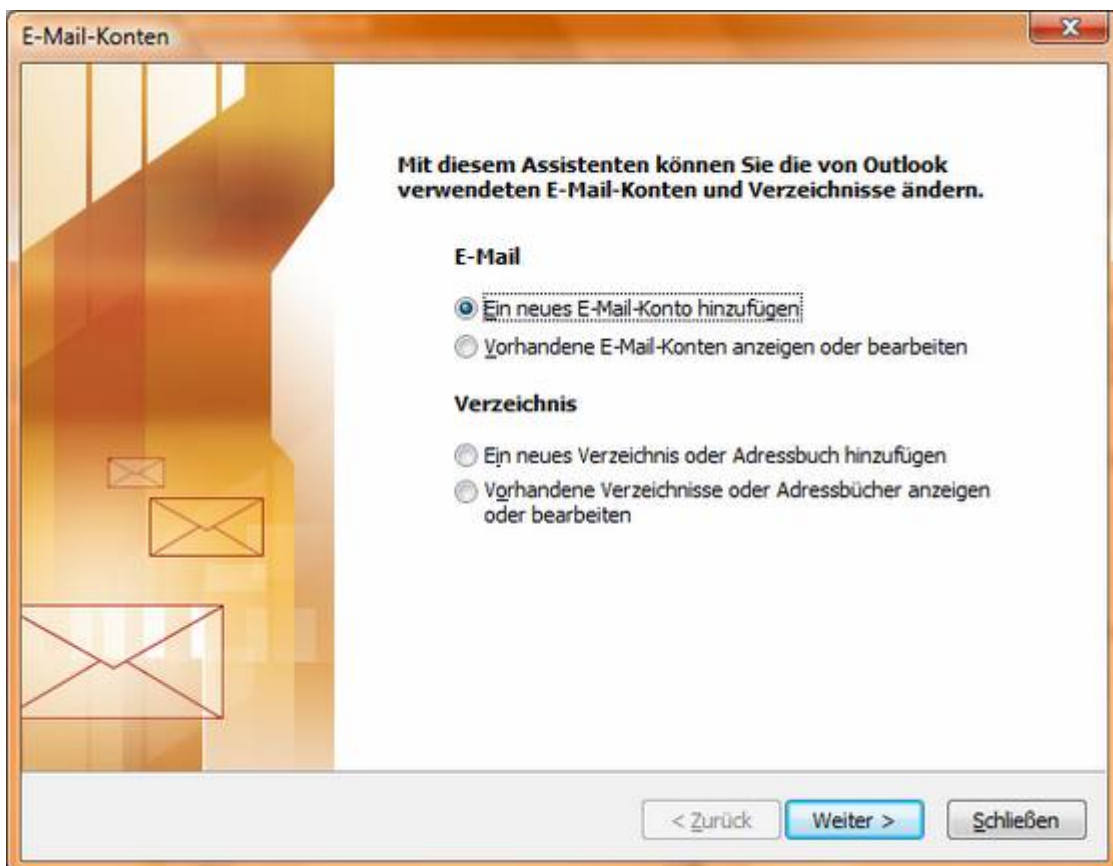 E-Mail-Konten
Mit diesem Assistenten können Sie die von Outlook
verwendeten E-Mail-Konten und Verzeichnisse ändern.
E-Mail
Ein neues E-Mail-Konto hinzufügen
Vorhandene E-Mail-Konten anzeigen oder bearbeiten
Verzeichnis
Ein neues Verzeichnis oder Adressbuch hinzufügen
Vorhandene Verzeichnisse oder Adressbücher anzeigen
oder bearbeiten
< Zurück Weiter > Schließen